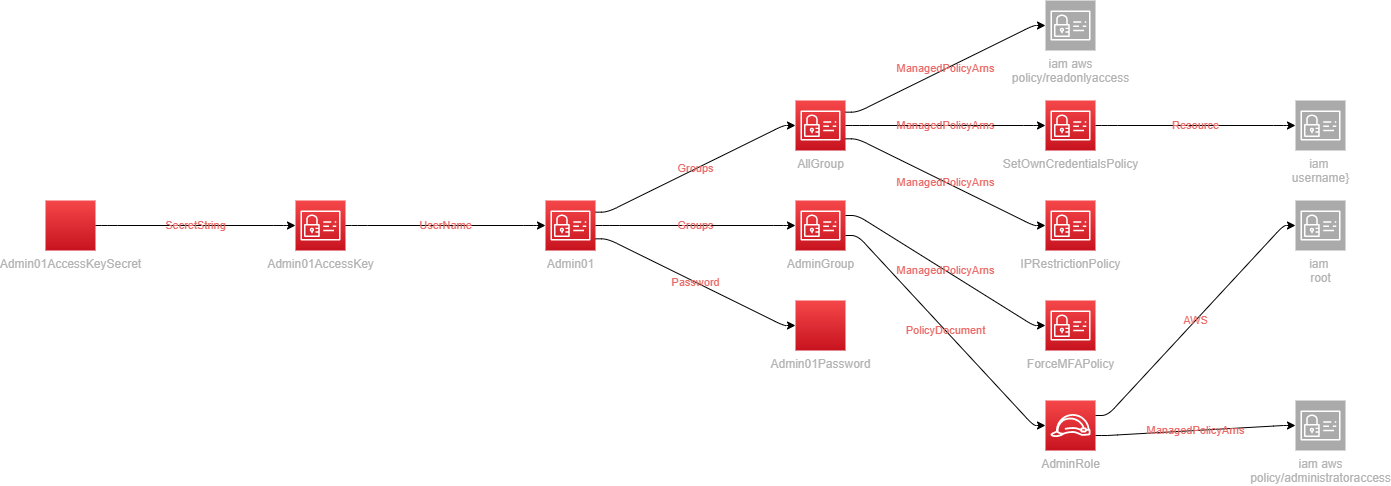 iam aws
policy/readonlyaccess
ManagedPolicyArns
AllGroup
ManagedPolicyArns
SetOwnCredentialsPolicy
Resource
iam
username}
Groups
ManagedPolicyArns
Admin01AccessKeySecret
SecretString
Admin01AccessKey
UserName
Admin01
Groups
AdminGroup
IPRestrictionPolicy
iam
root
Password
ManagedPolicyArns
Admin01Password
PolicyDocument
ForceMFAPolicy
AWS
AdminRole
ManagedPolicyArns
iam aws
policy/administratoraccess